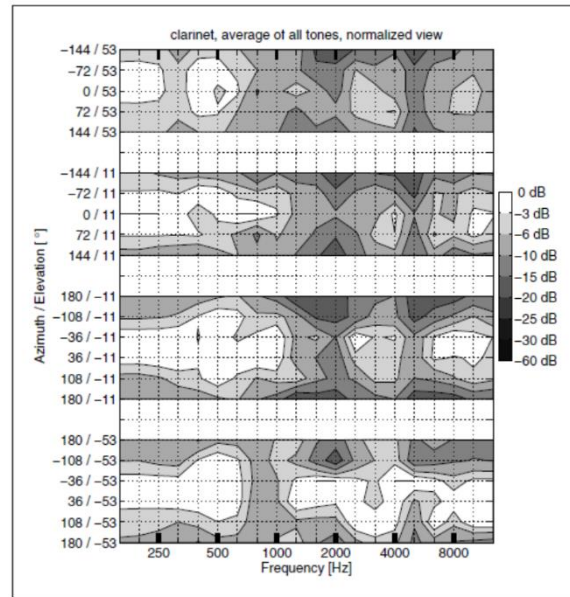 clarinet, average of all tones, normalized view
−144 / 53
−72 / 53
0 / 53
72 / 53
144 / 53
−144 / 11
−72 / 11
0 / 11
72 / 11
144 / 11
180 / −11
−108 / −11
−36 / −11
36 / −11
108 / −11
180 / −11
180 / −53
−108 / −53
−36 / −53
36 / −53
108 / −53
180 / −53
Azimuth / Elevation [ °]
0 dB
−3 dB
−6 dB
−10 dB
−15 dB
−20 dB
−25 dB
−30 dB
−60 dB
250 500 1000 2000 4000 8000
Frequency [Hz]